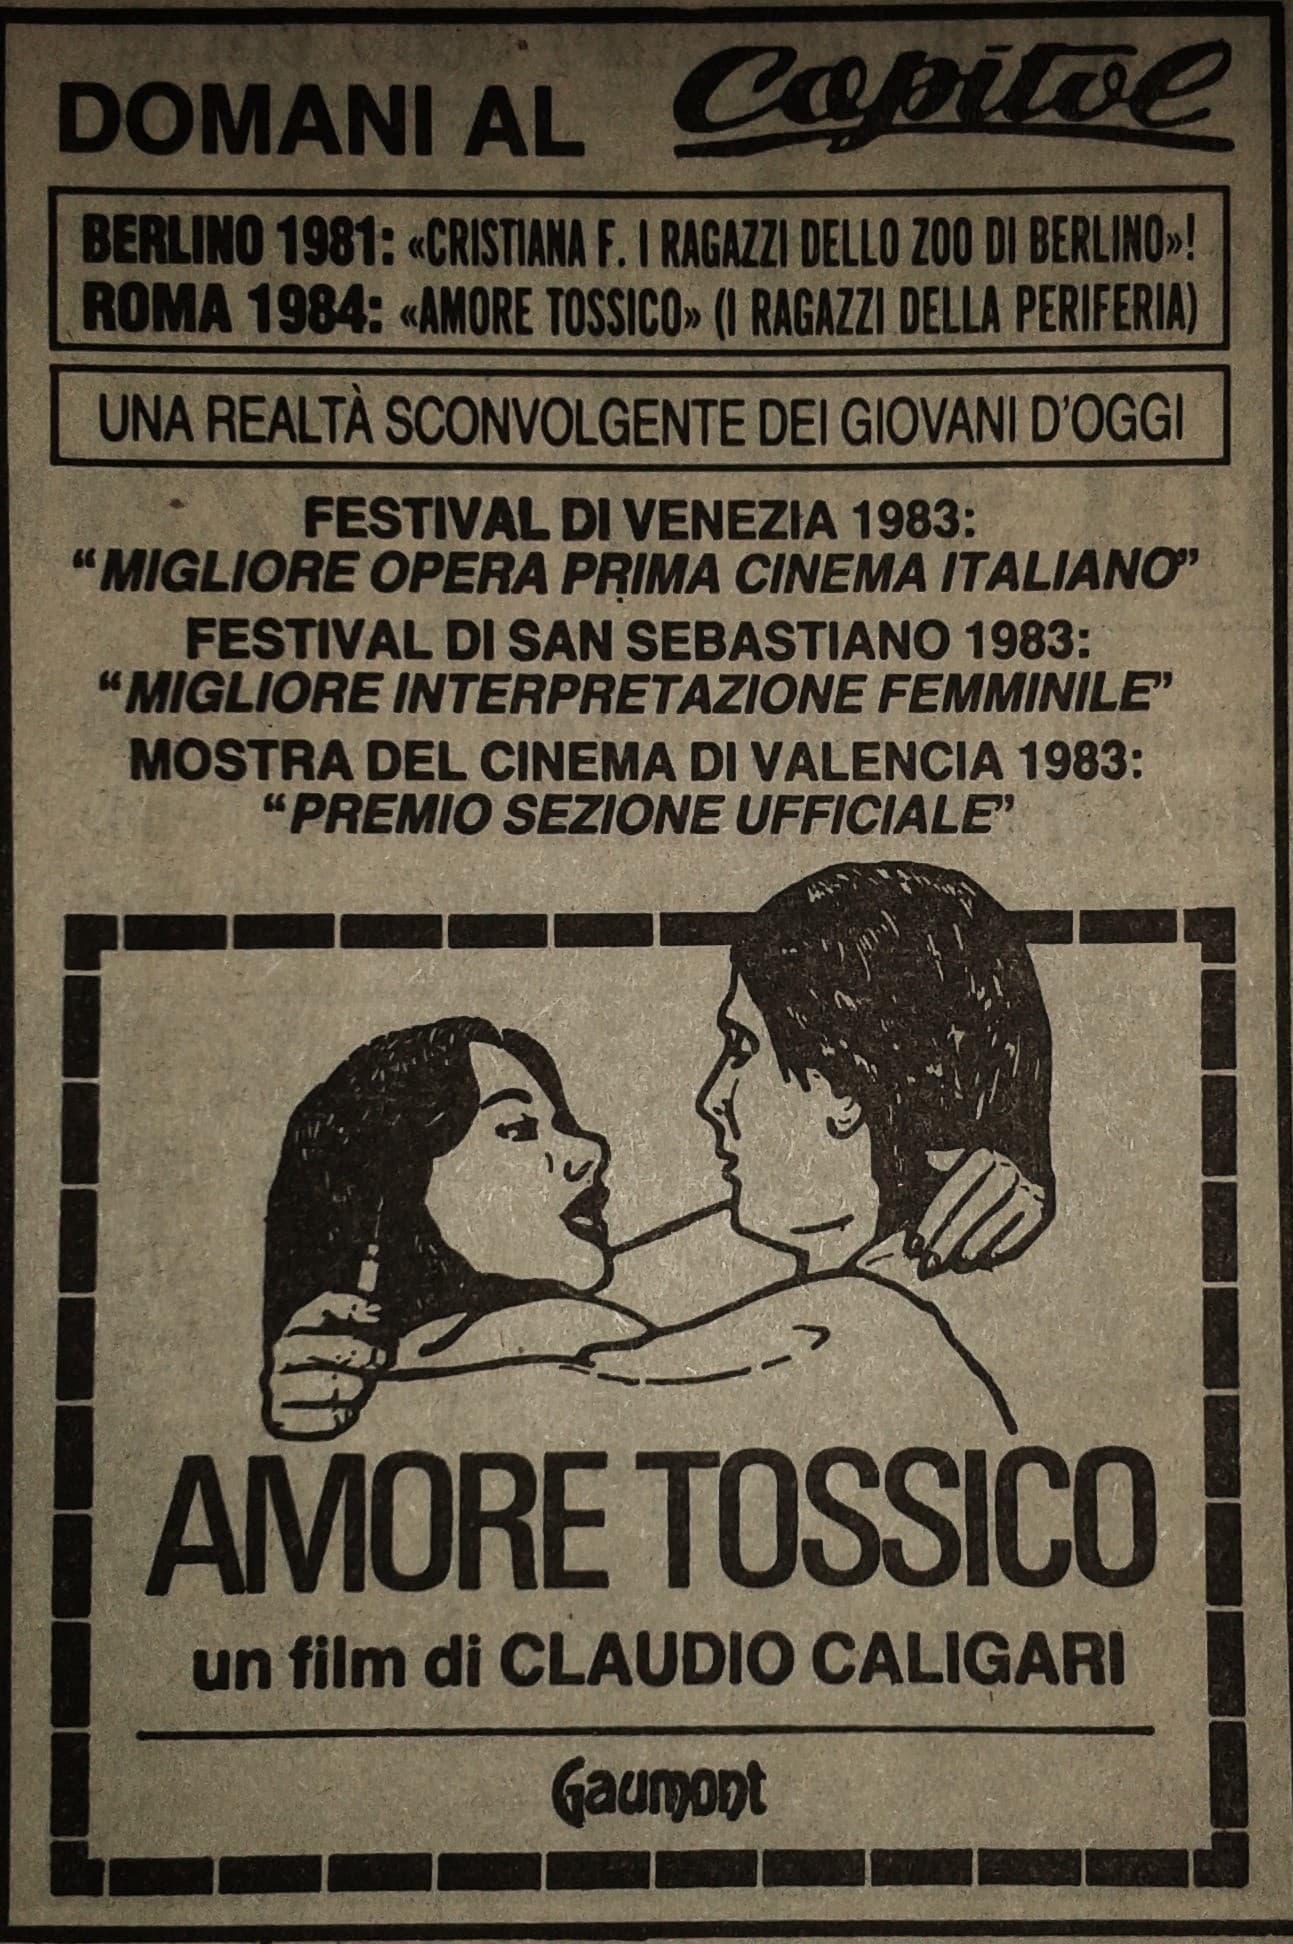 DOMANI AL Capitol
BERLINO 1981: «CRISTIANA F. I RAGAZZI DELLO ZOO DI BERLINO»!
ROMA 1984: «AMORE TOSSICO» (I RAGAZZI DELLA PERIFERIA)
UNA REALTÀ SCONVOLGENTE DEI GIOVANI D'OGGI
FESTIVAL DI VENEZIA 1983:
“MIGLIORE OPERA PRIMA CINEMA ITALIANO”
FESTIVAL DI SAN SEBASTIANO 1983:
“MIGLIORE INTERPRETAZIONE FEMMINILE”
MOSTRA DEL CINEMA DI VALENCIA 1983:
“PREMIO SEZIONE UFFICIALE”
AMORE TOSSICO
un film di CLAUDIO CALIGARI
Gaumont